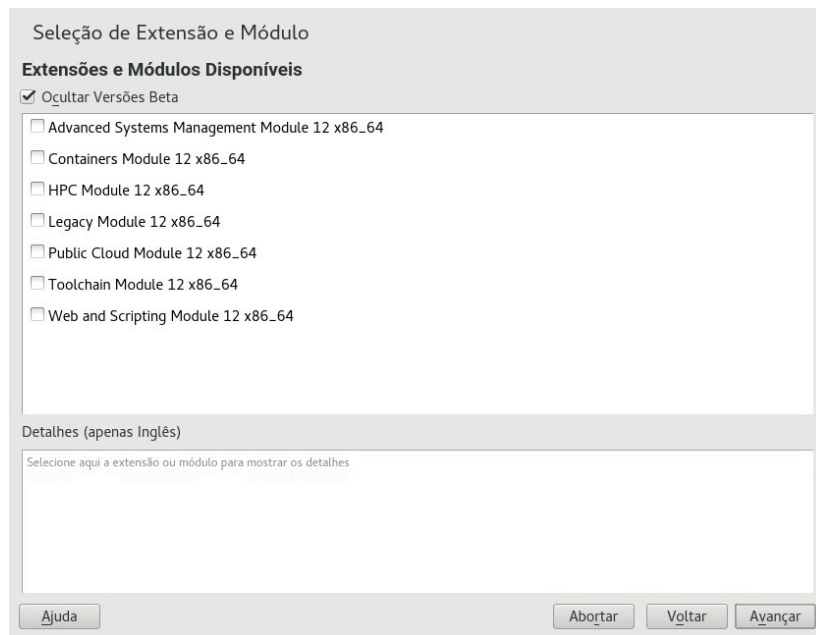 Seleção de Extensão e Módulo
Extensões e Módulos Disponíveis
Ocultar Versões Beta
Advanced Systems Management Module 12 x86_64
Containers Module 12 x86_64
HPC Module 12 x86_64
Legacy Module 12 x86_64
Public Cloud Module 12 x86_64
Toolchain Module 12 x86_64
Web and Scripting Module 12 x86_64
Detalhes (apenas Inglês)
Selecione aqui a extensão ou módulo para mostrar os detalhes
Ajuda Abortar Voltar Avançar